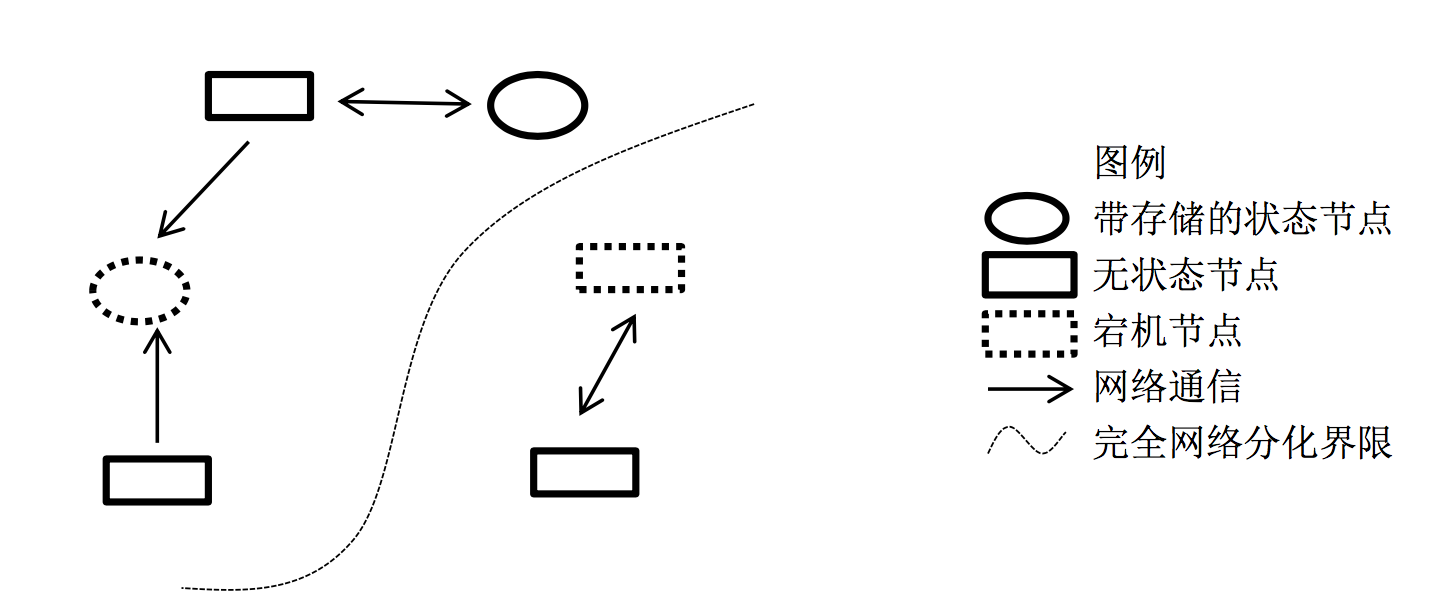 图例
带存储的状态节点
无状态节点
宕机节点
网络通信
完全网络分化界限